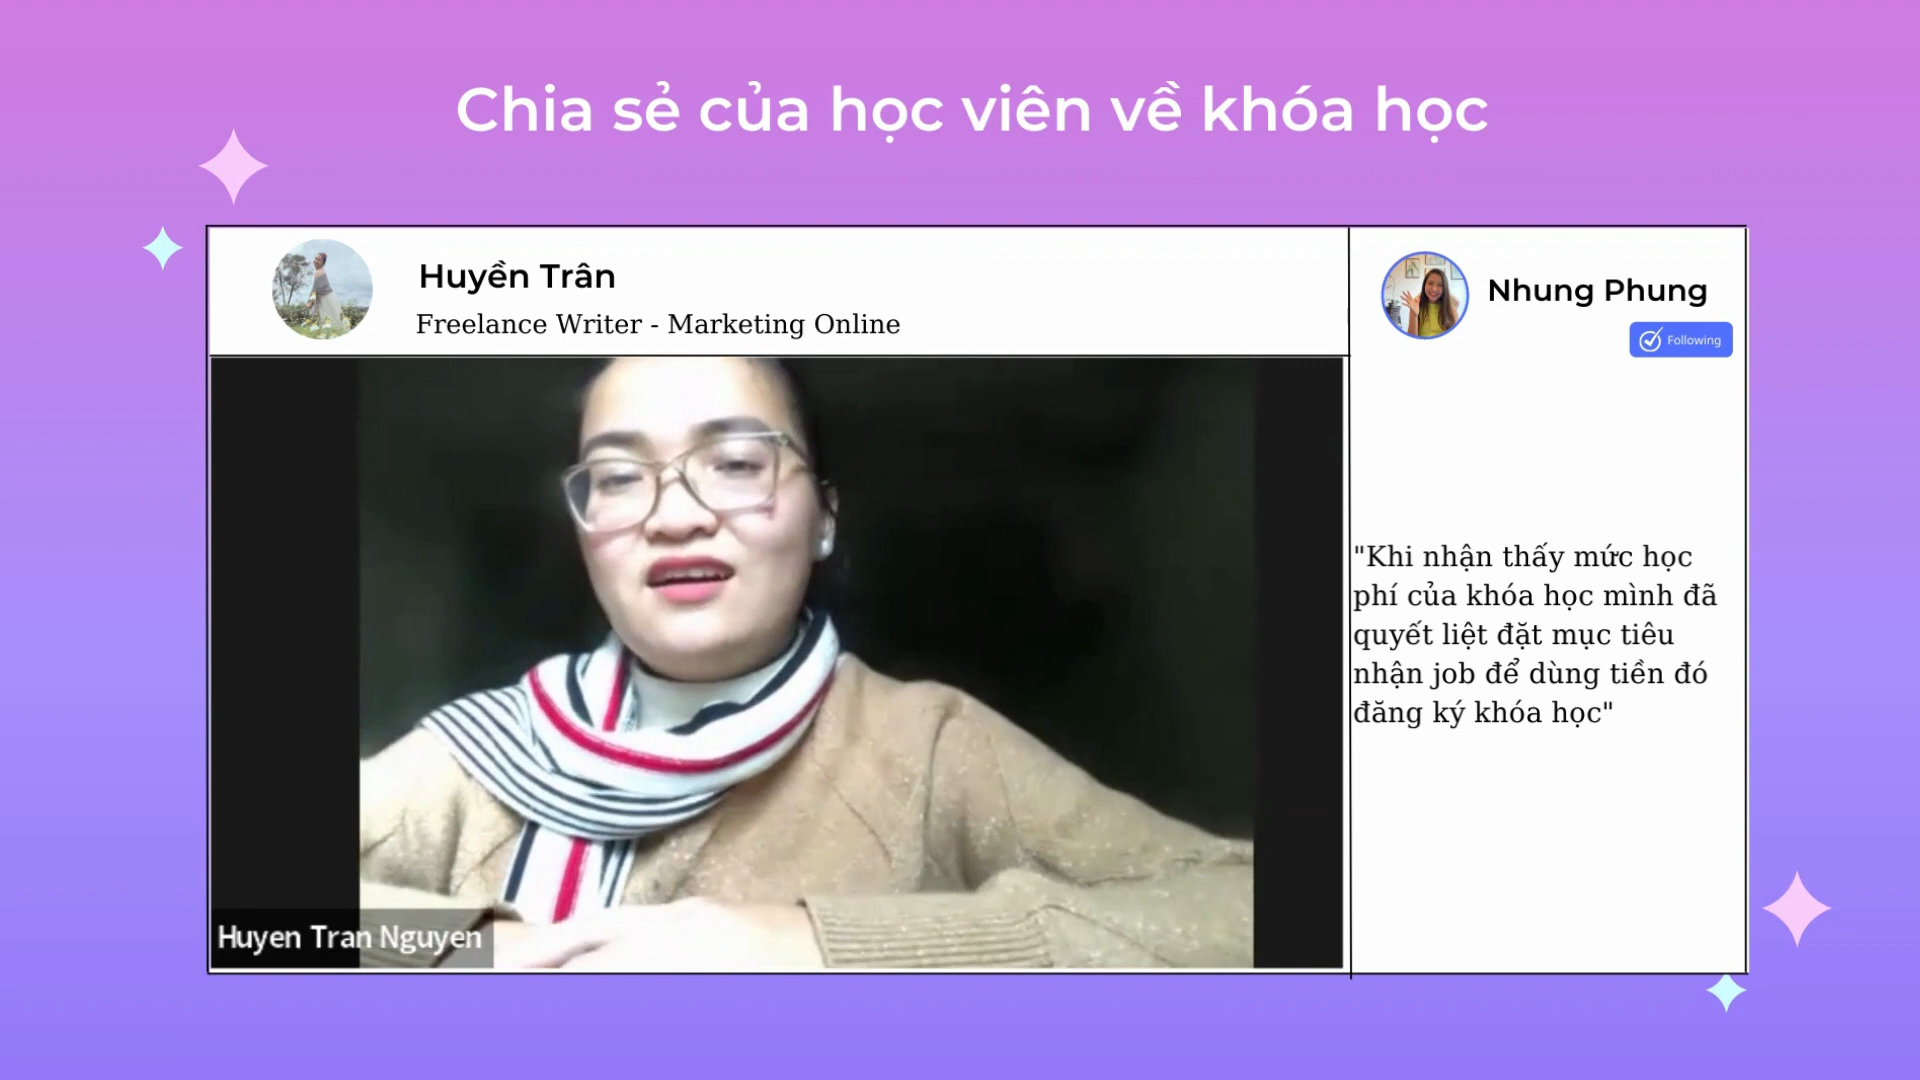 Chia sẻ của học viên về khóa học
Huyền Trân
Freelance Writer - Marketing Online
Nhung Phung
Following
"Khi nhận thấy mức học
phí của khóa học mình đã
quyết liệt đặt mục tiêu
nhận job để dùng tiền đó
đăng ký khóa học"
Huyen Tran Nguyen